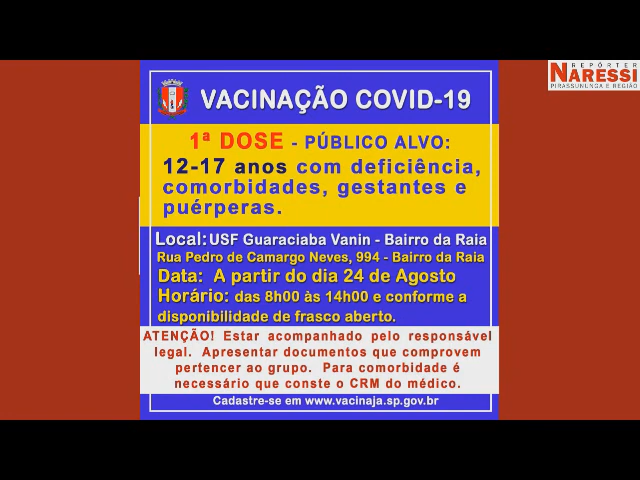 REPÓRTER
NARESSI
PIRASSUNUNGA E REGIÃO
VACINAÇÃO COVID-19
1ª DOSE - PÚBLICO ALVO:
12-17 anos com deficiência,
comorbidades, gestantes e
puérperas.
Local: USF Guaraciaba Vanin - Bairro da Raia
Rua Pedro de Camargo Neves, 994 - Bairro da Raia
Data: A partir do dia 24 de Agosto
Horário: das 8h00 às 14h00 e conforme a
disponibilidade de frasco aberto.
ATENÇÃO! Estar acompanhado pelo responsável
legal. Apresentar documentos que comprovem
pertencer ao grupo. Para comorbidade é
necessário que conste o CRM do médico.
Cadastre-se em www.vacinaja.sp.gov.br